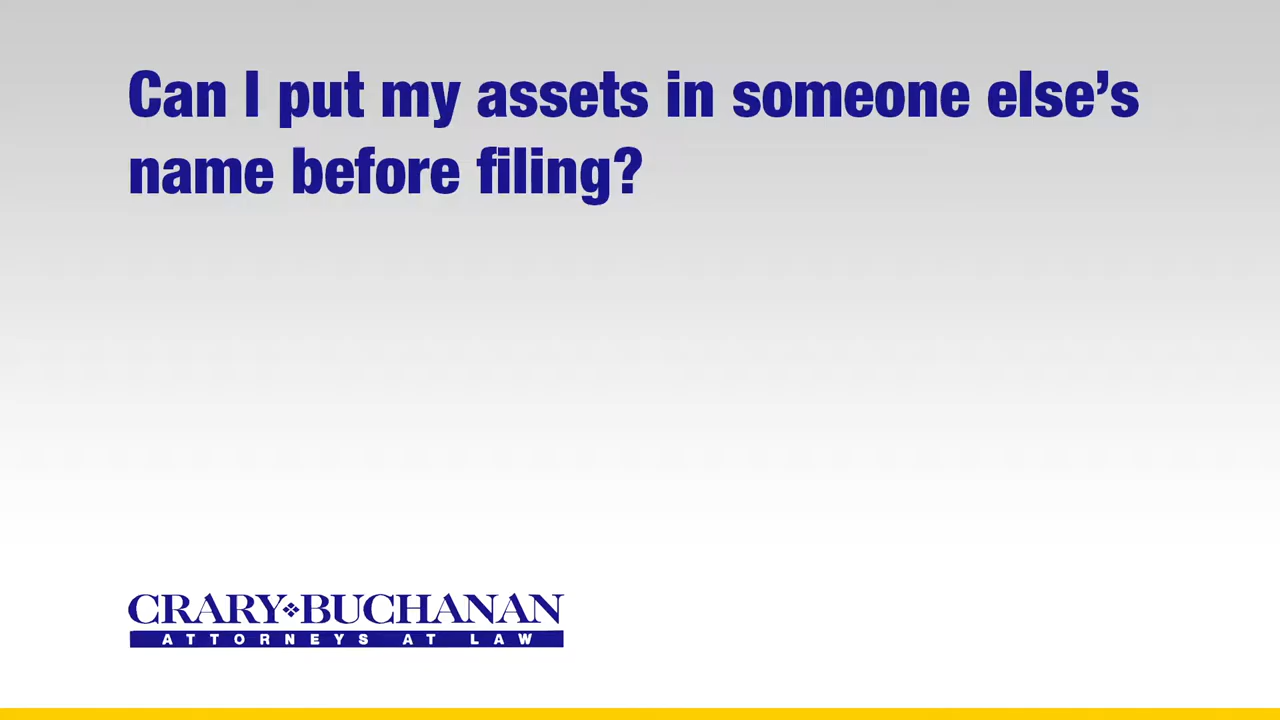 Can I put my assets in someone else’s
name before filing?
CRARY❖BUCHANAN
ATTORNEYS AT LAW